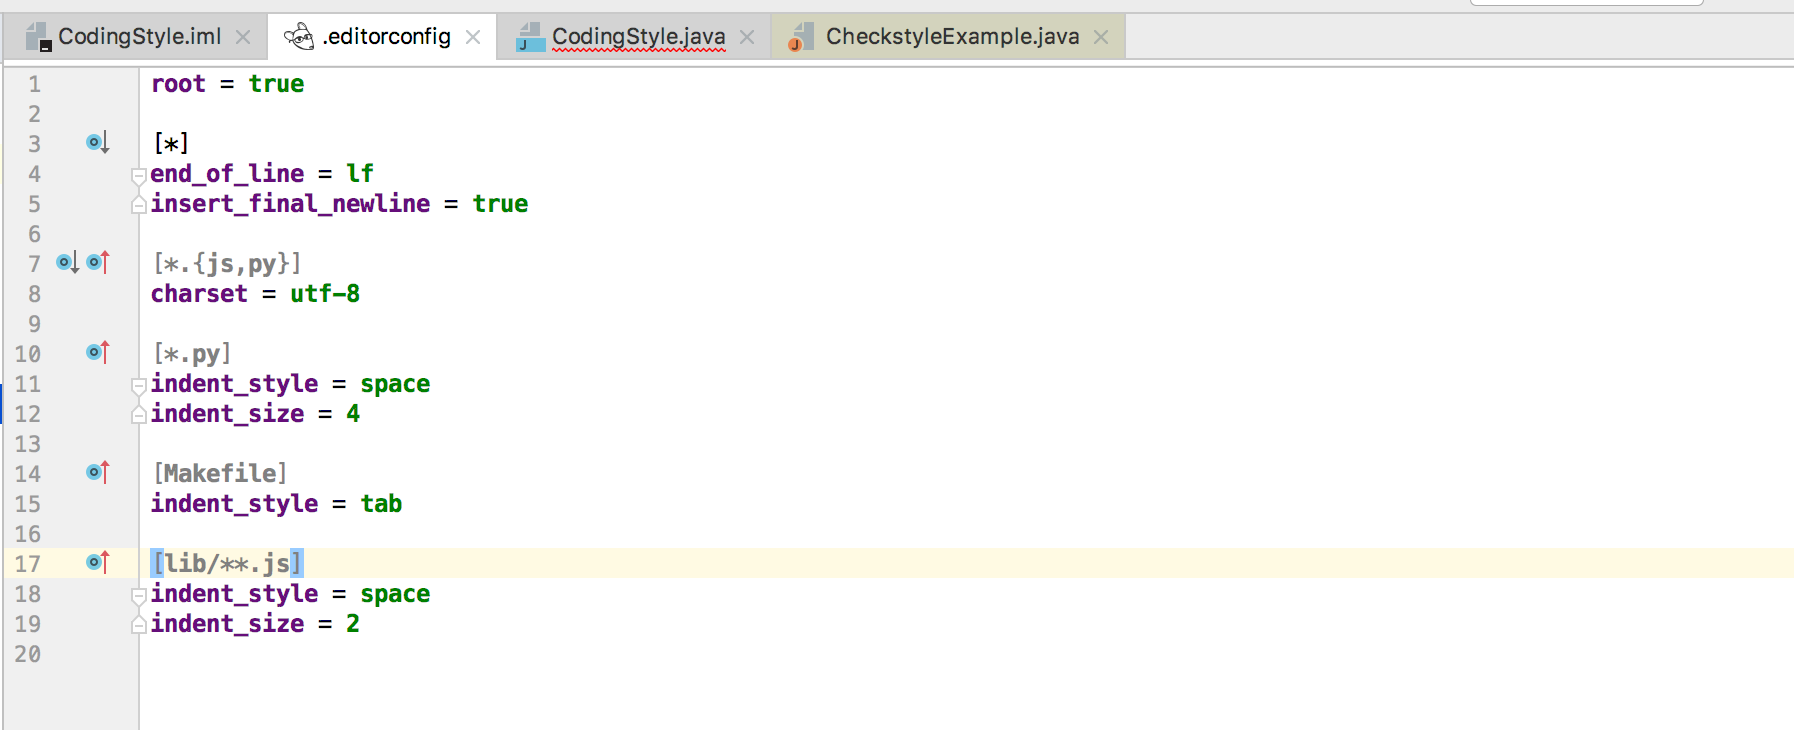 CodingStyle.iml .editorconfig CodingStyle.java CheckstyleExample.java
1 root = true
2
3 [*]
4 end_of_line = lf
5 insert_final_newline = true
6
7 [*.{js,py}]
8 charset = utf-8
9
10 [*.py]
11 indent_style = space
12 indent_size = 4
13
14 [Makefile]
15 indent_style = tab
16
17 [lib/**.js]
18 indent_style = space
19 indent_size = 2
20